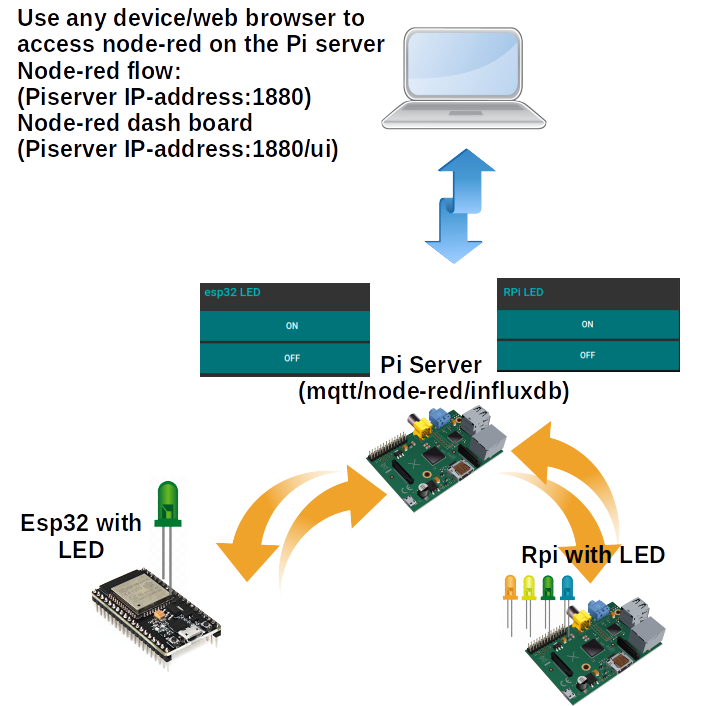 Use any device/web browser to
access node-red on the Pi server
Node-red flow:
(Piserver IP-address:1880)
Node-red dash board
(Piserver IP-address:1880/ui)
esp32 LED
ON
OFF
RPi LED
ON
OFF
Pi Server
(mqtt/node-red/influxdb)
Esp32 with
LED
Rpi with LED